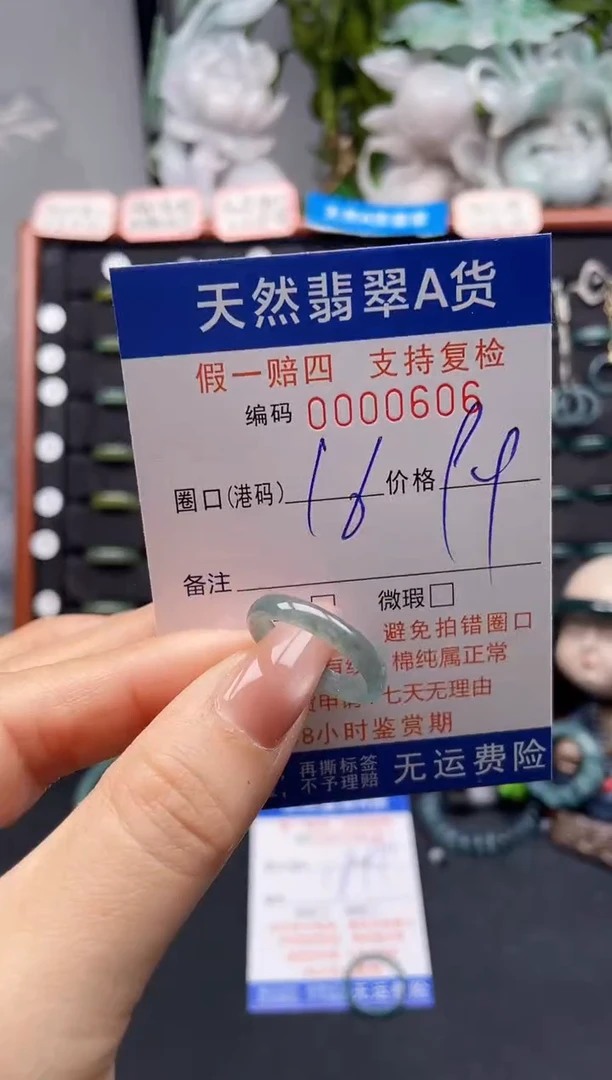 天然翡翠A货
假一赔四 支持复检
编码 0000606
圈口(港码) 16 价格 19
备注
微瑕
避免拍错圈口
棉纯属正常
七天无理由
8小时鉴赏期
再撕标签
不予理赔
无运费险